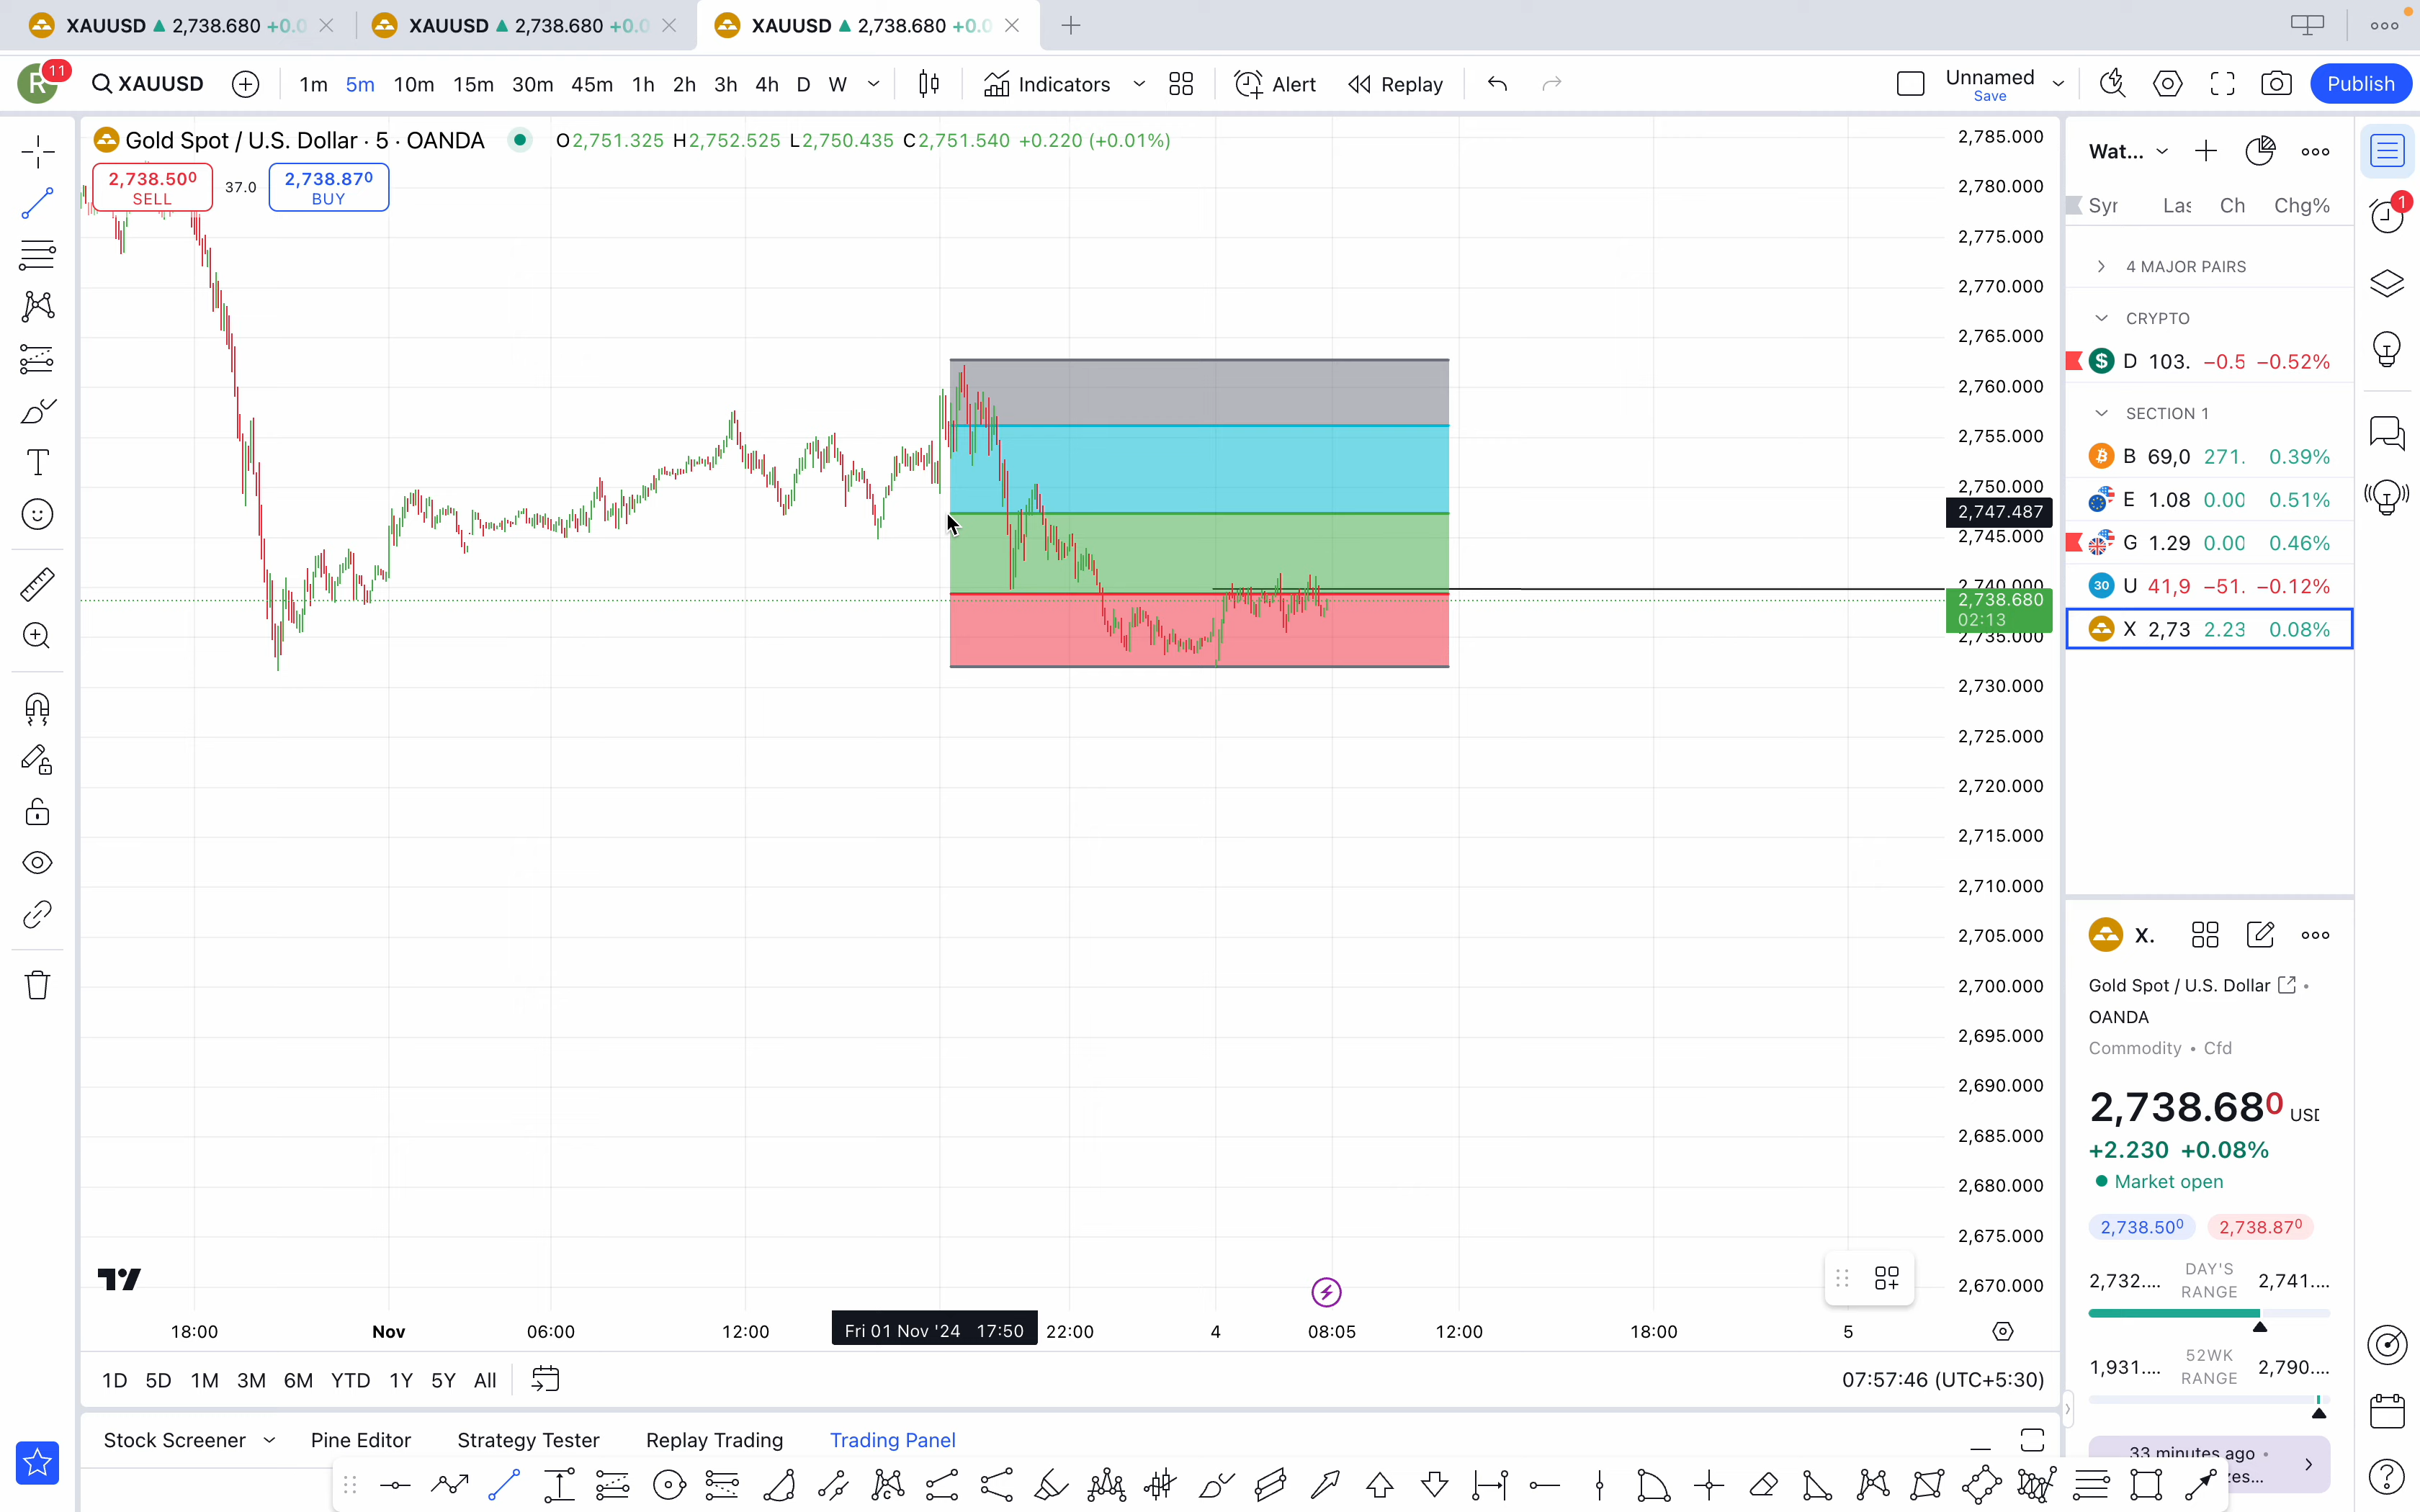 XAUUSD ▲ 2,738.680 +0.0
XAUUSD ▲ 2,738.680 +0.0
XAUUSD ▲ 2,738.680 +0.0
R 11
XAUUSD
1m 5m 10m 15m 30m 45m 1h 2h 3h 4h D W
Indicators
Alert
Replay
Unnamed
Save
Publish
Gold Spot / U.S. Dollar · 5 · OANDA
O2,751.325 H2,752.525 L2,750.435 C2,751.540 +0.220 (+0.01%)
2,738.500
SELL
37.0
2,738.870
BUY
2,785.000
2,780.000
2,775.000
2,770.000
2,765.000
2,760.000
2,755.000
2,750.000
2,747.487
2,745.000
2,740.000
2,738.680
02:13
2,735.000
2,730.000
2,725.000
2,720.000
2,715.000
2,710.000
2,705.000
2,700.000
2,695.000
2,690.000
2,685.000
2,680.000
2,675.000
2,670.000
18:00 Nov 06:00 12:00 Fri 01 Nov '24 17:50 22:00 4 08:05 12:00 18:00 5
1D 5D 1M 3M 6M YTD 1Y 5Y All
07:57:46 (UTC+5:30)
Stock Screener Pine Editor Strategy Tester Replay Trading Trading Panel
Wat...
1
Syr Las Ch Chg%
4 MAJOR PAIRS
CRYPTO
D 103. −0.5 −0.52%
SECTION 1
B 69,0 271. 0.39%
E 1.08 0.00 0.51%
G 1.29 0.00 0.46%
30 U 41,9 −51. −0.12%
X 2,73 2.23 0.08%
X.
Gold Spot / U.S. Dollar
OANDA
Commodity • Cfd
2,738.680
+2.230 +0.08%
Market open
2,738.500 2,738.870
2,732.... DAY'S RANGE 2,741....
1,931.... 52WK RANGE 2,790....
33 minutes ago •